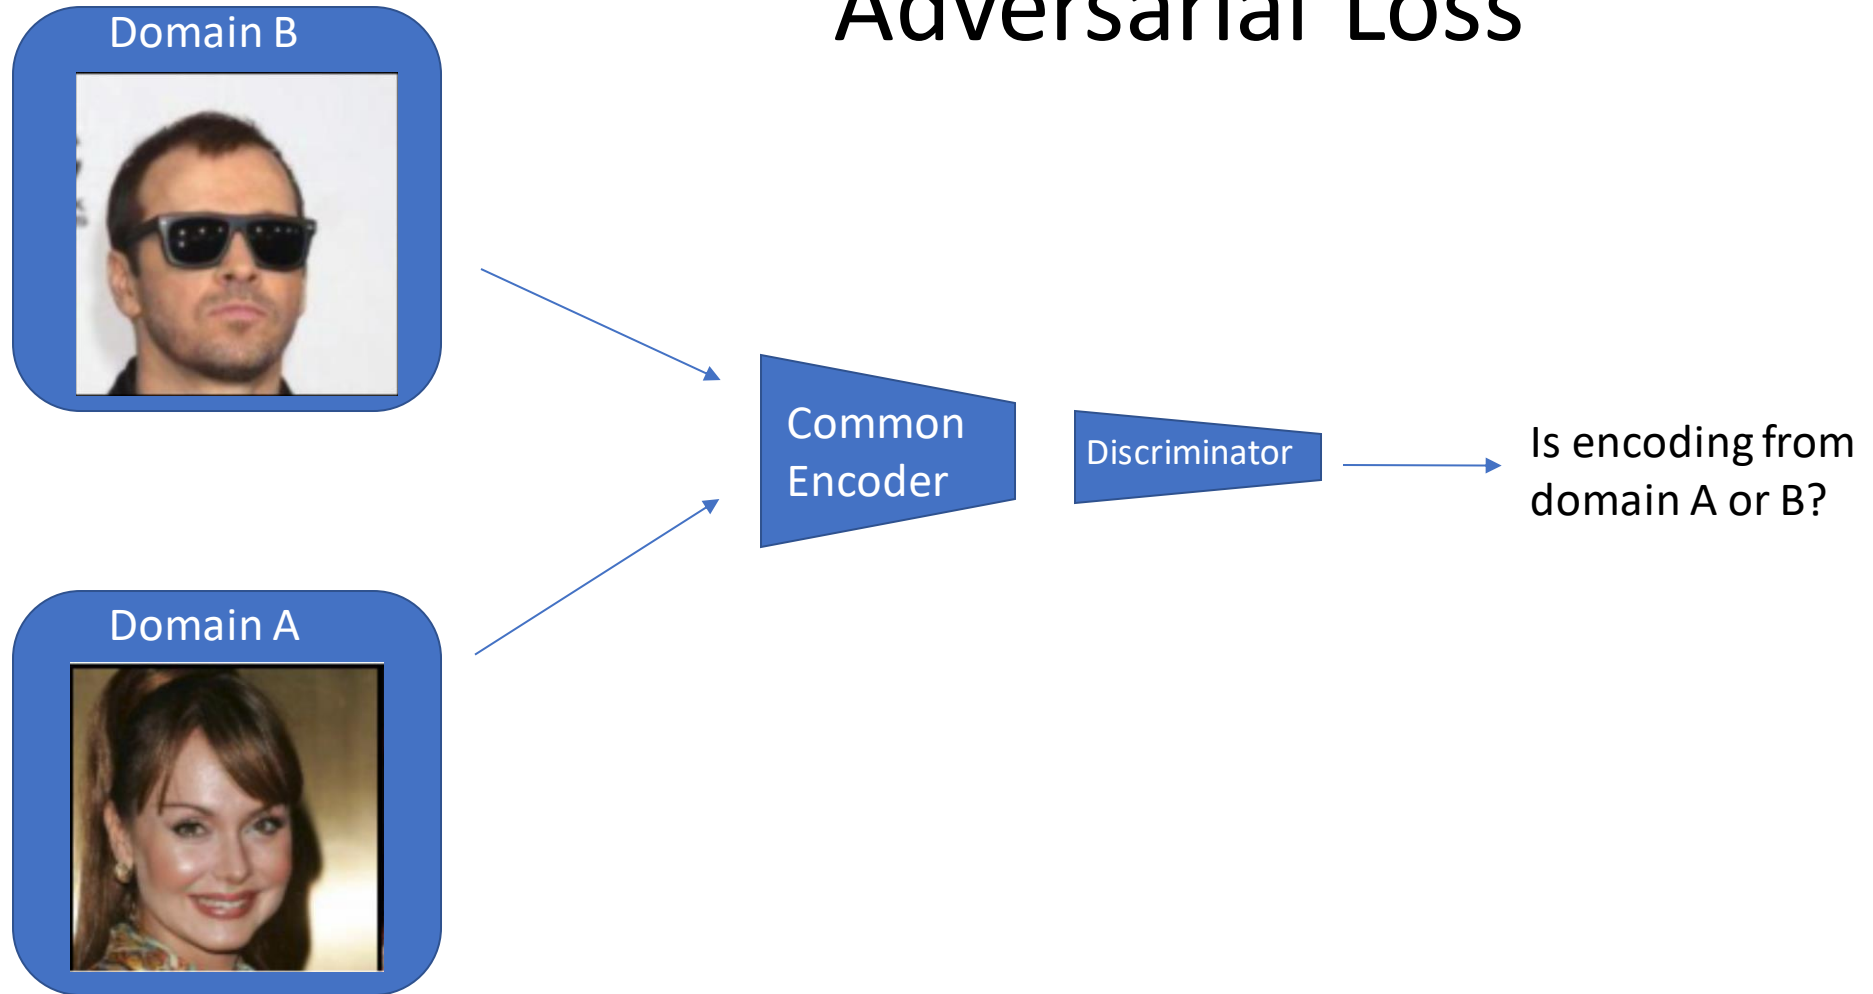 Adversarial Loss
Domain B
Common
Encoder
Discriminator
Is encoding from
domain A or B?
Domain A